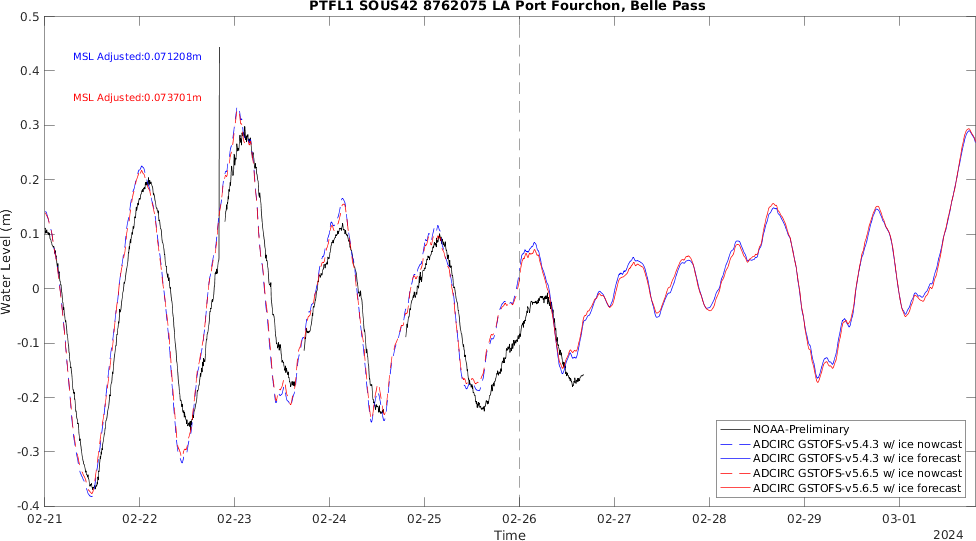 PTFL1 SOUS42 8762075 LA Port Fourchon, Belle Pass
0.5
0.4
0.3
0.2
0.1
0
-0.1
-0.2
-0.3
-0.4
Water Level (m)
MSL Adjusted:0.071208m
MSL Adjusted:0.073701m
NOAA-Preliminary
ADCIRC GSTOFS-v5.4.3 w/ ice nowcast
ADCIRC GSTOFS-v5.4.3 w/ ice forecast
ADCIRC GSTOFS-v5.6.5 w/ ice nowcast
ADCIRC GSTOFS-v5.6.5 w/ ice forecast
02-21 02-22 02-23 02-24 02-25 02-26 02-27 02-28 02-29 03-01
Time
2024